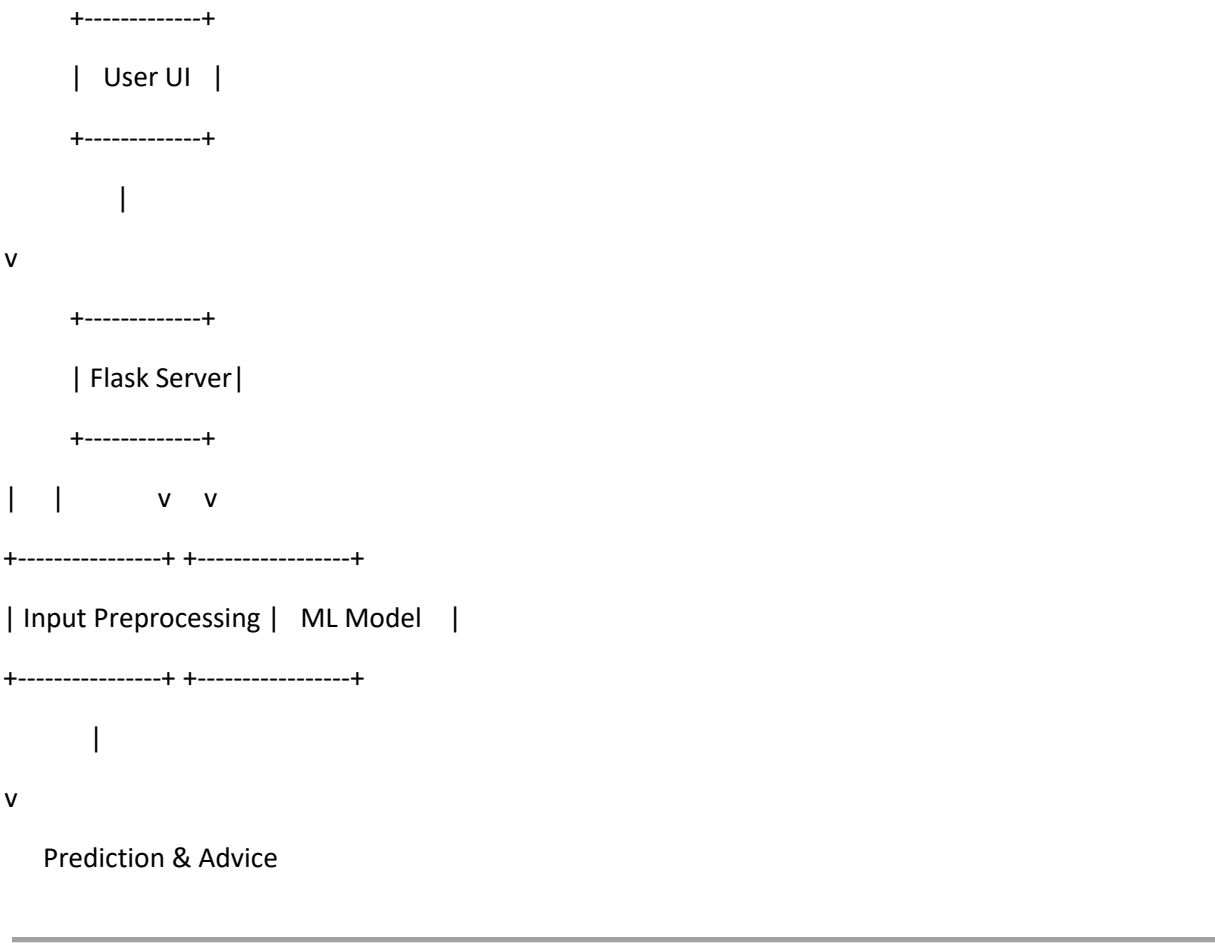 +-------------+
|   User UI   |
+-------------+
|
v
+-------------+
| Flask Server|
+-------------+
|   |          v   v
+----------------+ +-----------------+
| Input Preprocessing |   ML Model    |
+----------------+ +-----------------+
|
v
Prediction & Advice